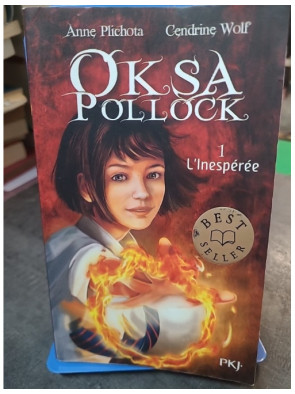 Anne Plichota Cendrine Wolf
OKSA
POLLOCK
1
L'Inespérée
BEST
SELLER
PKJ.